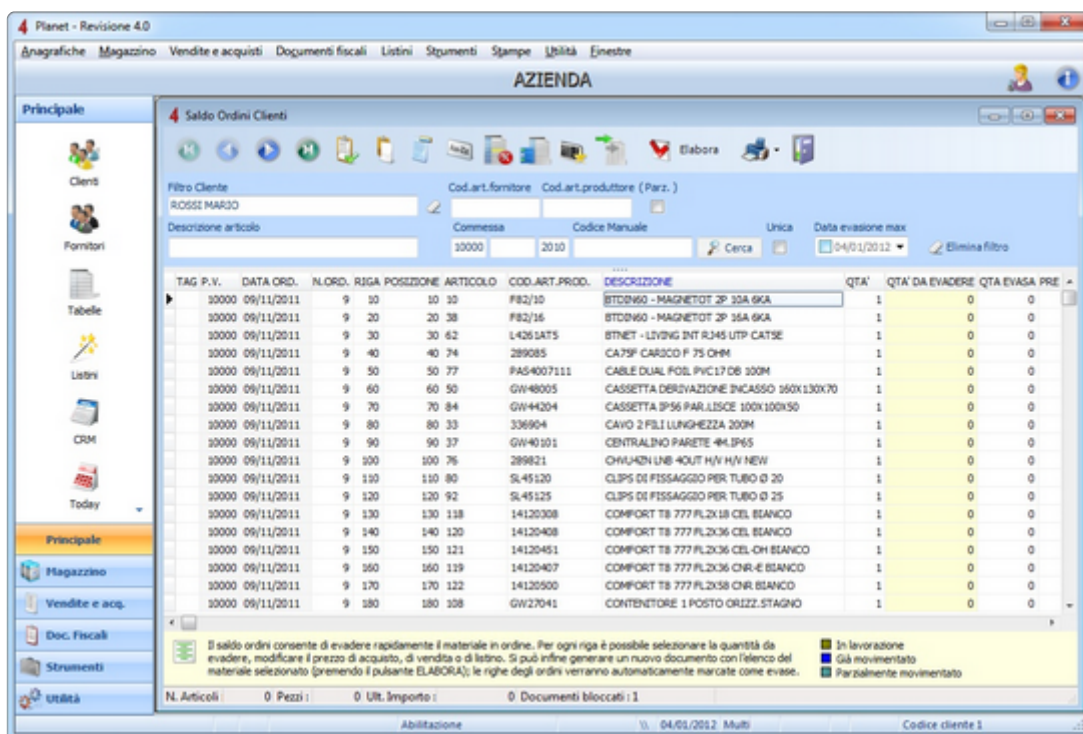 4 Planet - Revisione 4.0
Anagrafiche Magazzino Vendite e acquisti Documenti fiscali Listini Strumenti Stampe Utilità Finestre
AZIENDA
Principale
Clienti
Fornitori
Tabelle
Listini
CRM
Today
Principale
Magazzino
Vendite e acq.
Doc. Fiscali
Strumenti
Utilità
4 Saldo Ordini Clienti
Elabora
Filtro Cliente Cod.art.fornitore Cod.art.produttore (Parz.)
ROSSI MARIO
Descrizione articolo Commessa Codice Manuale Unica Data evasione max
10000 2010 Cerca 04/01/2012 Elimina filtro
TAG P.V. DATA ORD. N.ORD. RIGA POSIZIONE ARTICOLO COD.ART.PROD. DESCRIZIONE QTA' QTA' DA EVADERE QTA EVASA PRE
10000 09/11/2011 9 10 10 10 F82/10 BTDIN60 - MAGNETOT 2P 10A 6KA 1 0 0
10000 09/11/2011 9 20 20 38 F82/16 BTDIN60 - MAGNETOT 2P 16A 6KA 1 0 0
10000 09/11/2011 9 30 30 62 L4261AT5 BTNET - LIVING INT RJ45 UTP CAT5E 1 0 0
10000 09/11/2011 9 40 40 74 289085 CA75F CARICO F 75 OHM 1 0 0
10000 09/11/2011 9 50 50 77 PAS4007111 CABLE DUAL FOIL PVC17 DB 100M 1 0 0
10000 09/11/2011 9 60 60 50 GW48005 CASSETTA DERIVAZIONE INCASSO 160X130X70 1 0 0
10000 09/11/2011 9 70 70 84 GW44204 CASSETTA IP56 PAR.LISCE 100X100X50 1 0 0
10000 09/11/2011 9 80 80 33 336904 CAVO 2 FILI LUNGHEZZA 200M 1 0 0
10000 09/11/2011 9 90 90 37 GW40101 CENTRALINO PARETE 4M.IP65 1 0 0
10000 09/11/2011 9 100 100 76 289821 CHVU4ZN LNB 4OUT H/V H/V NEW 1 0 0
10000 09/11/2011 9 110 110 80 SL45120 CLIPS DI FISSAGGIO PER TUBO Ø 20 1 0 0
10000 09/11/2011 9 120 120 92 SL45125 CLIPS DI FISSAGGIO PER TUBO Ø 25 1 0 0
10000 09/11/2011 9 130 130 118 14120308 COMFORT T8 777 FL2X18 CEL BIANCO 1 0 0
10000 09/11/2011 9 140 140 120 14120408 COMFORT T8 777 FL2X36 CEL BIANCO 1 0 0
10000 09/11/2011 9 150 150 121 14120451 COMFORT T8 777 FL2X36 CEL-DH BIANCO 1 0 0
10000 09/11/2011 9 160 160 119 14120407 COMFORT T8 777 FL2X36 CNR-E BIANCO 1 0 0
10000 09/11/2011 9 170 170 122 14120500 COMFORT T8 777 FL2X58 CNR BIANCO 1 0 0
10000 09/11/2011 9 180 180 108 GW27041 CONTENITORE 1 POSTO ORIZZ.STAGNO 1 0 0
Il saldo ordini consente di evadere rapidamente il materiale in ordine. Per ogni riga è possibile selezionare la quantità da
evadere, modificare il prezzo di acquisto, di vendita o di listino. Si può infine generare un nuovo documento con l'elenco del
materiale selezionato (premendo il pulsante ELABORA); le righe degli ordini verranno automaticamente marcate come evase.
In lavorazione
Già movimentato
Parzialmente movimentato
N. Articoli 0 Pezzi : 0 Ult. Importo : 0 Documenti bloccati : 1
Abilitazione \\ 04/01/2012 Multi Codice cliente 1